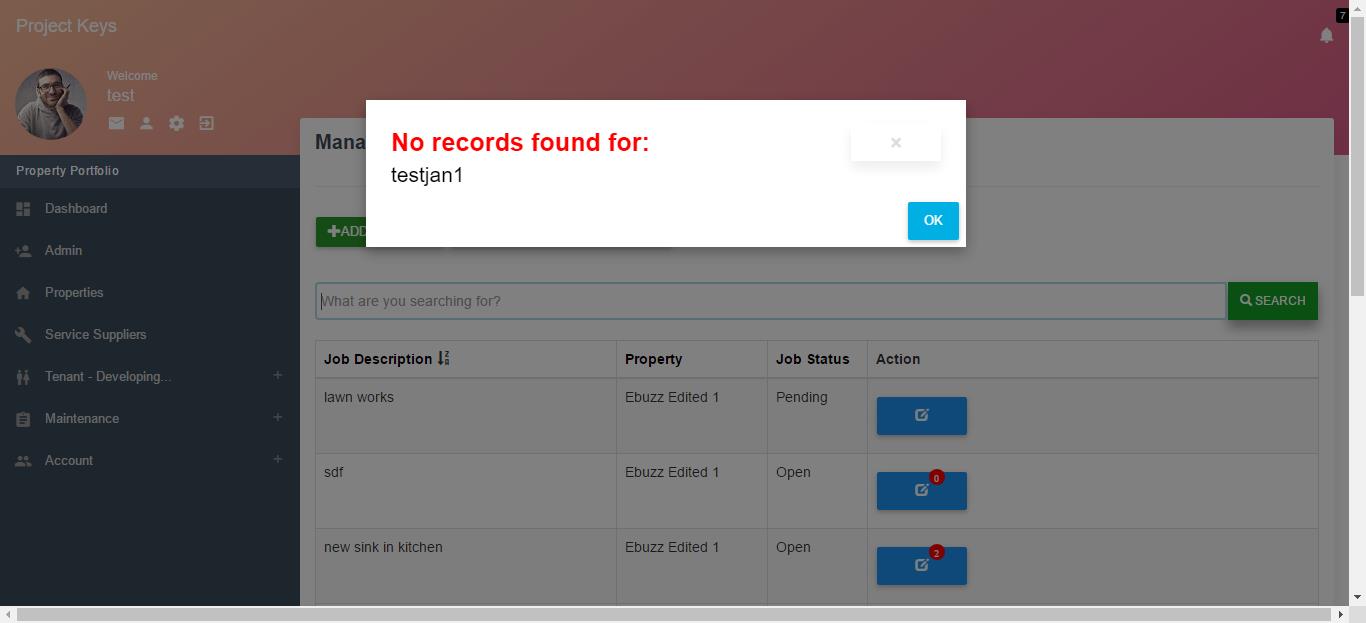 Project Keys
7
Welcome
test
Property Portfolio
Dashboard
Admin
Properties
Service Suppliers
Tenant - Developing...
Maintenance
Account
Mana
No records found for:
×
testjan1
OK
ADD
What are you searching for?
SEARCH
Job Description Property Job Status Action
lawn works Ebuzz Edited 1 Pending
sdf Ebuzz Edited 1 Open 0
new sink in kitchen Ebuzz Edited 1 Open 2